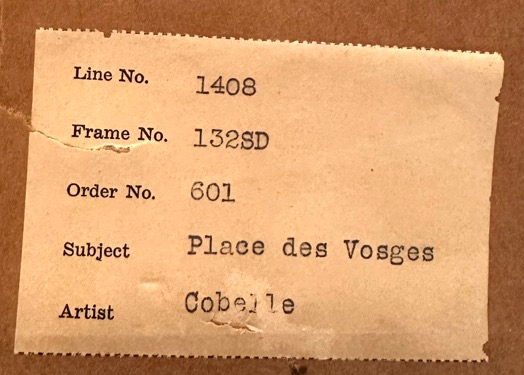 Line No. 1408
Frame No. 132SD
Order No. 601
Subject Place des Vosges
Artist Cobelle